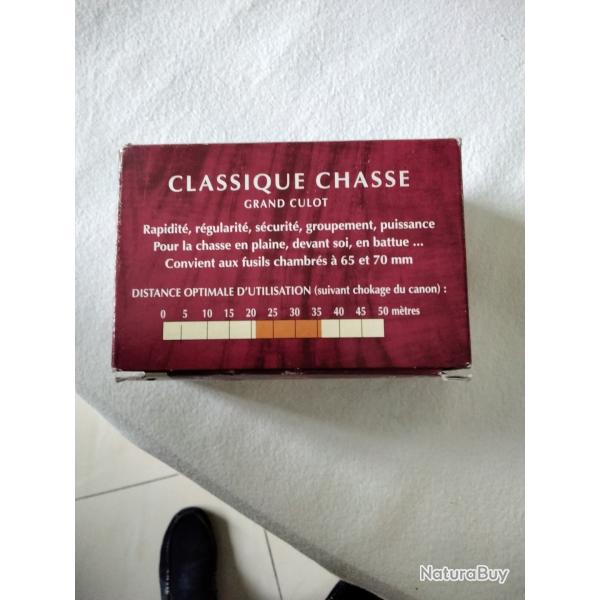 CLASSIQUE CHASSE
GRAND CULOT
Rapidité, régularité, sécurité, groupement, puissance
Pour la chasse en plaine, devant soi, en battue ...
Convient aux fusils chambrés à 65 et 70 mm
DISTANCE OPTIMALE D'UTILISATION (suivant chokage du canon) :
0 5 10 15 20 25 30 35 40 45 50 mètres
NaturaBuy